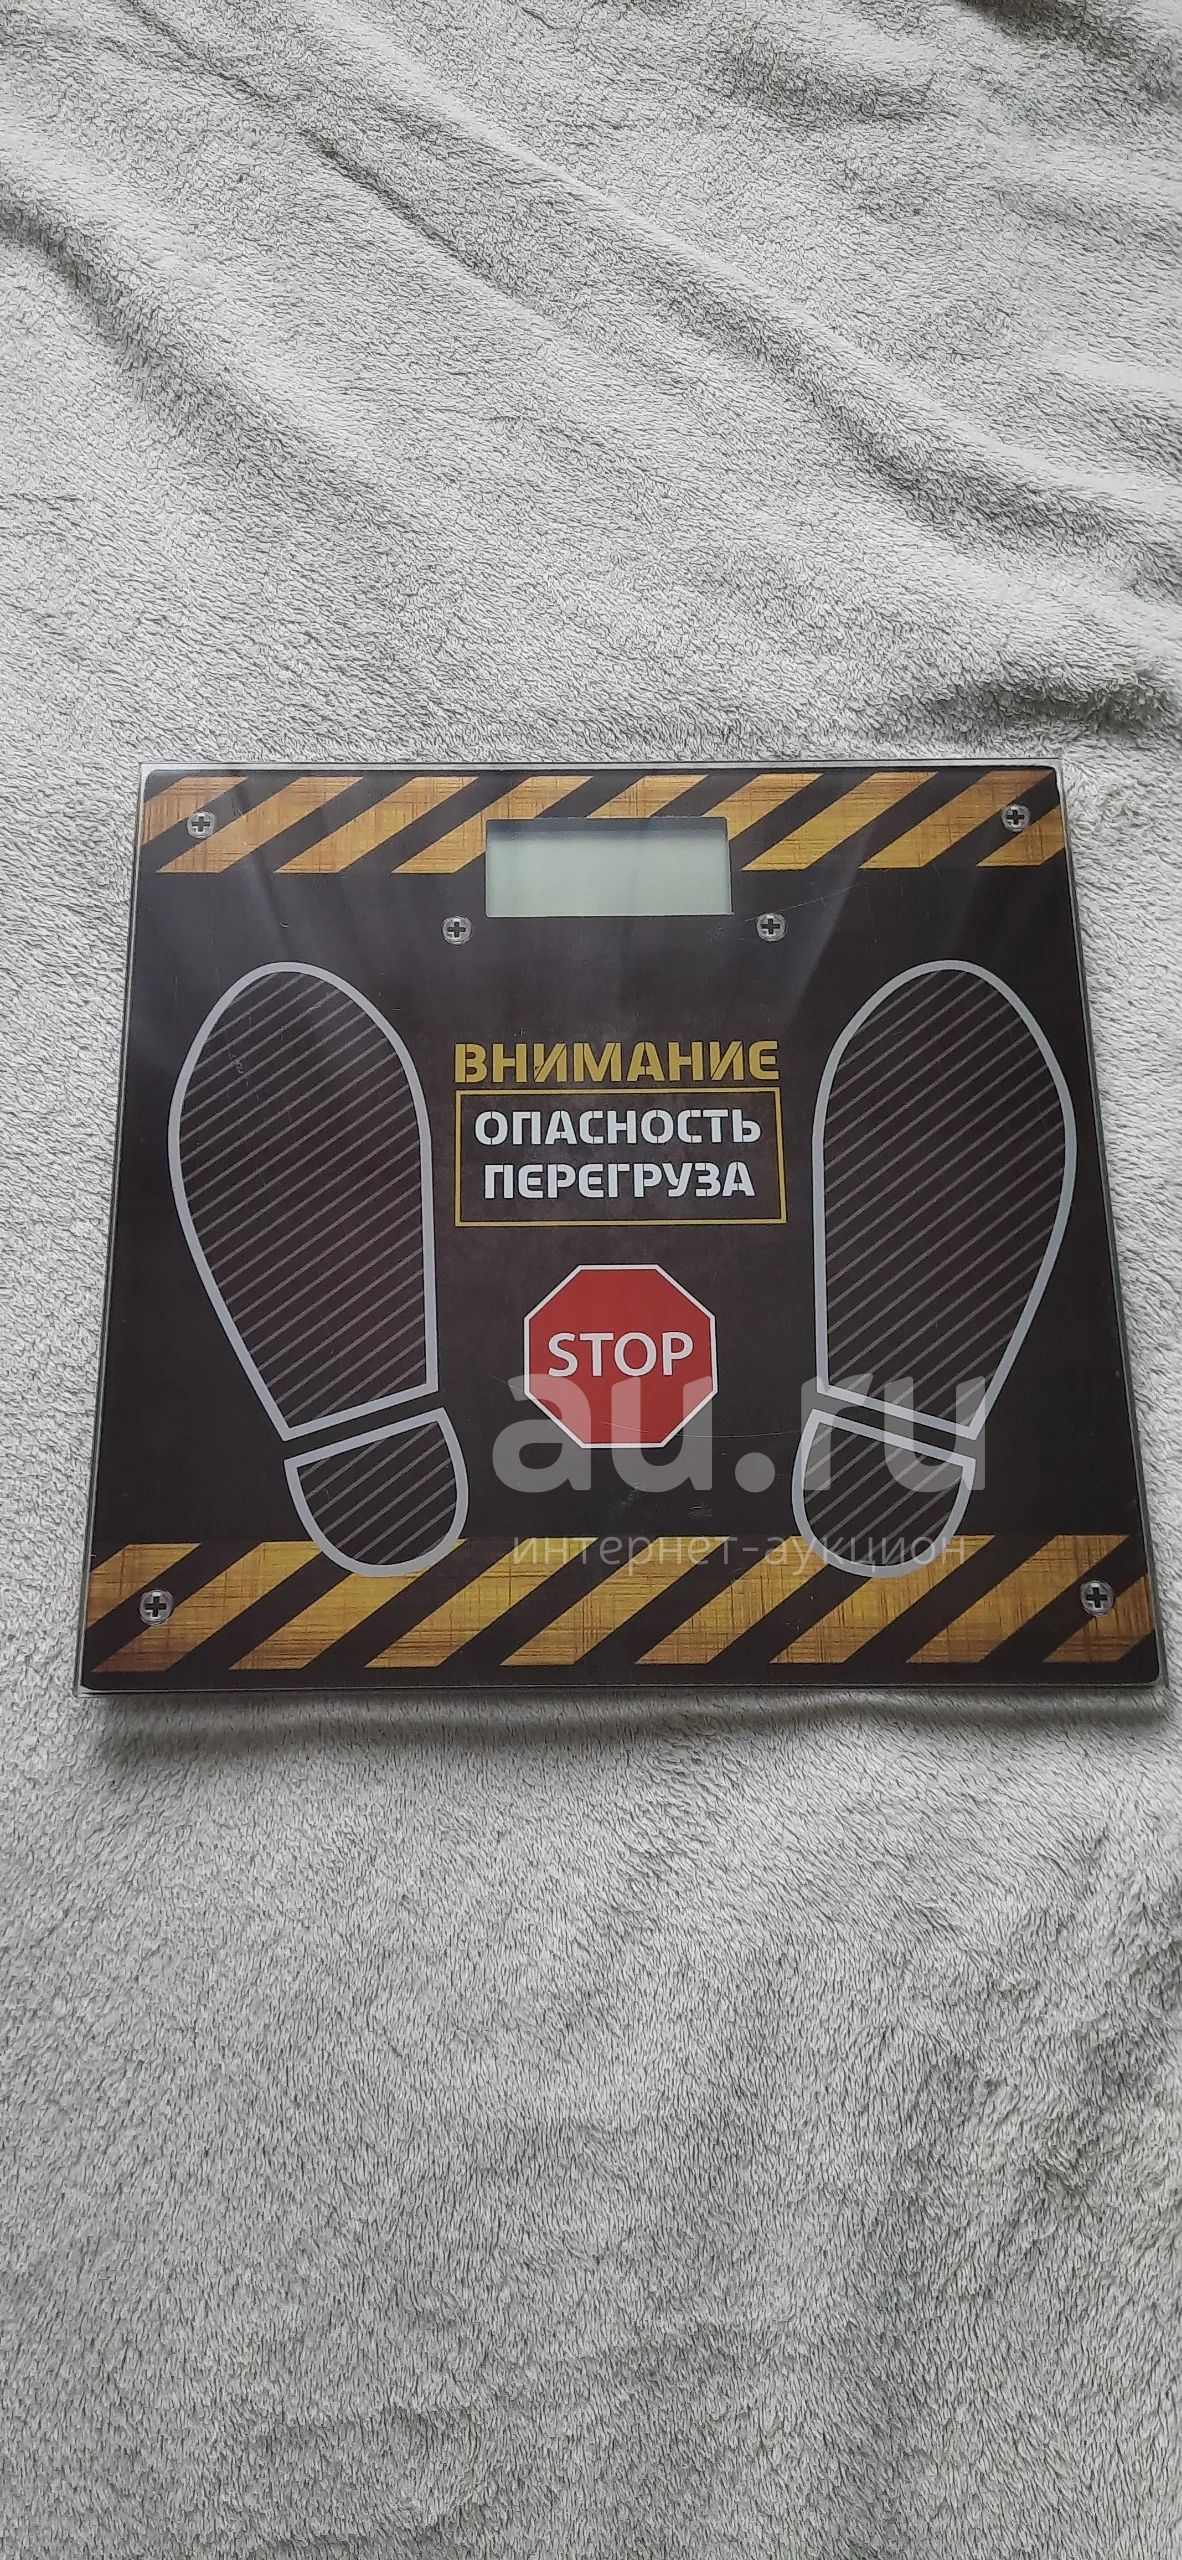 ВНИМАНИЕ
ОПАСНОСТЬ
ПЕРЕГРУЗА
STOP
au.ru
интернет-аукцион